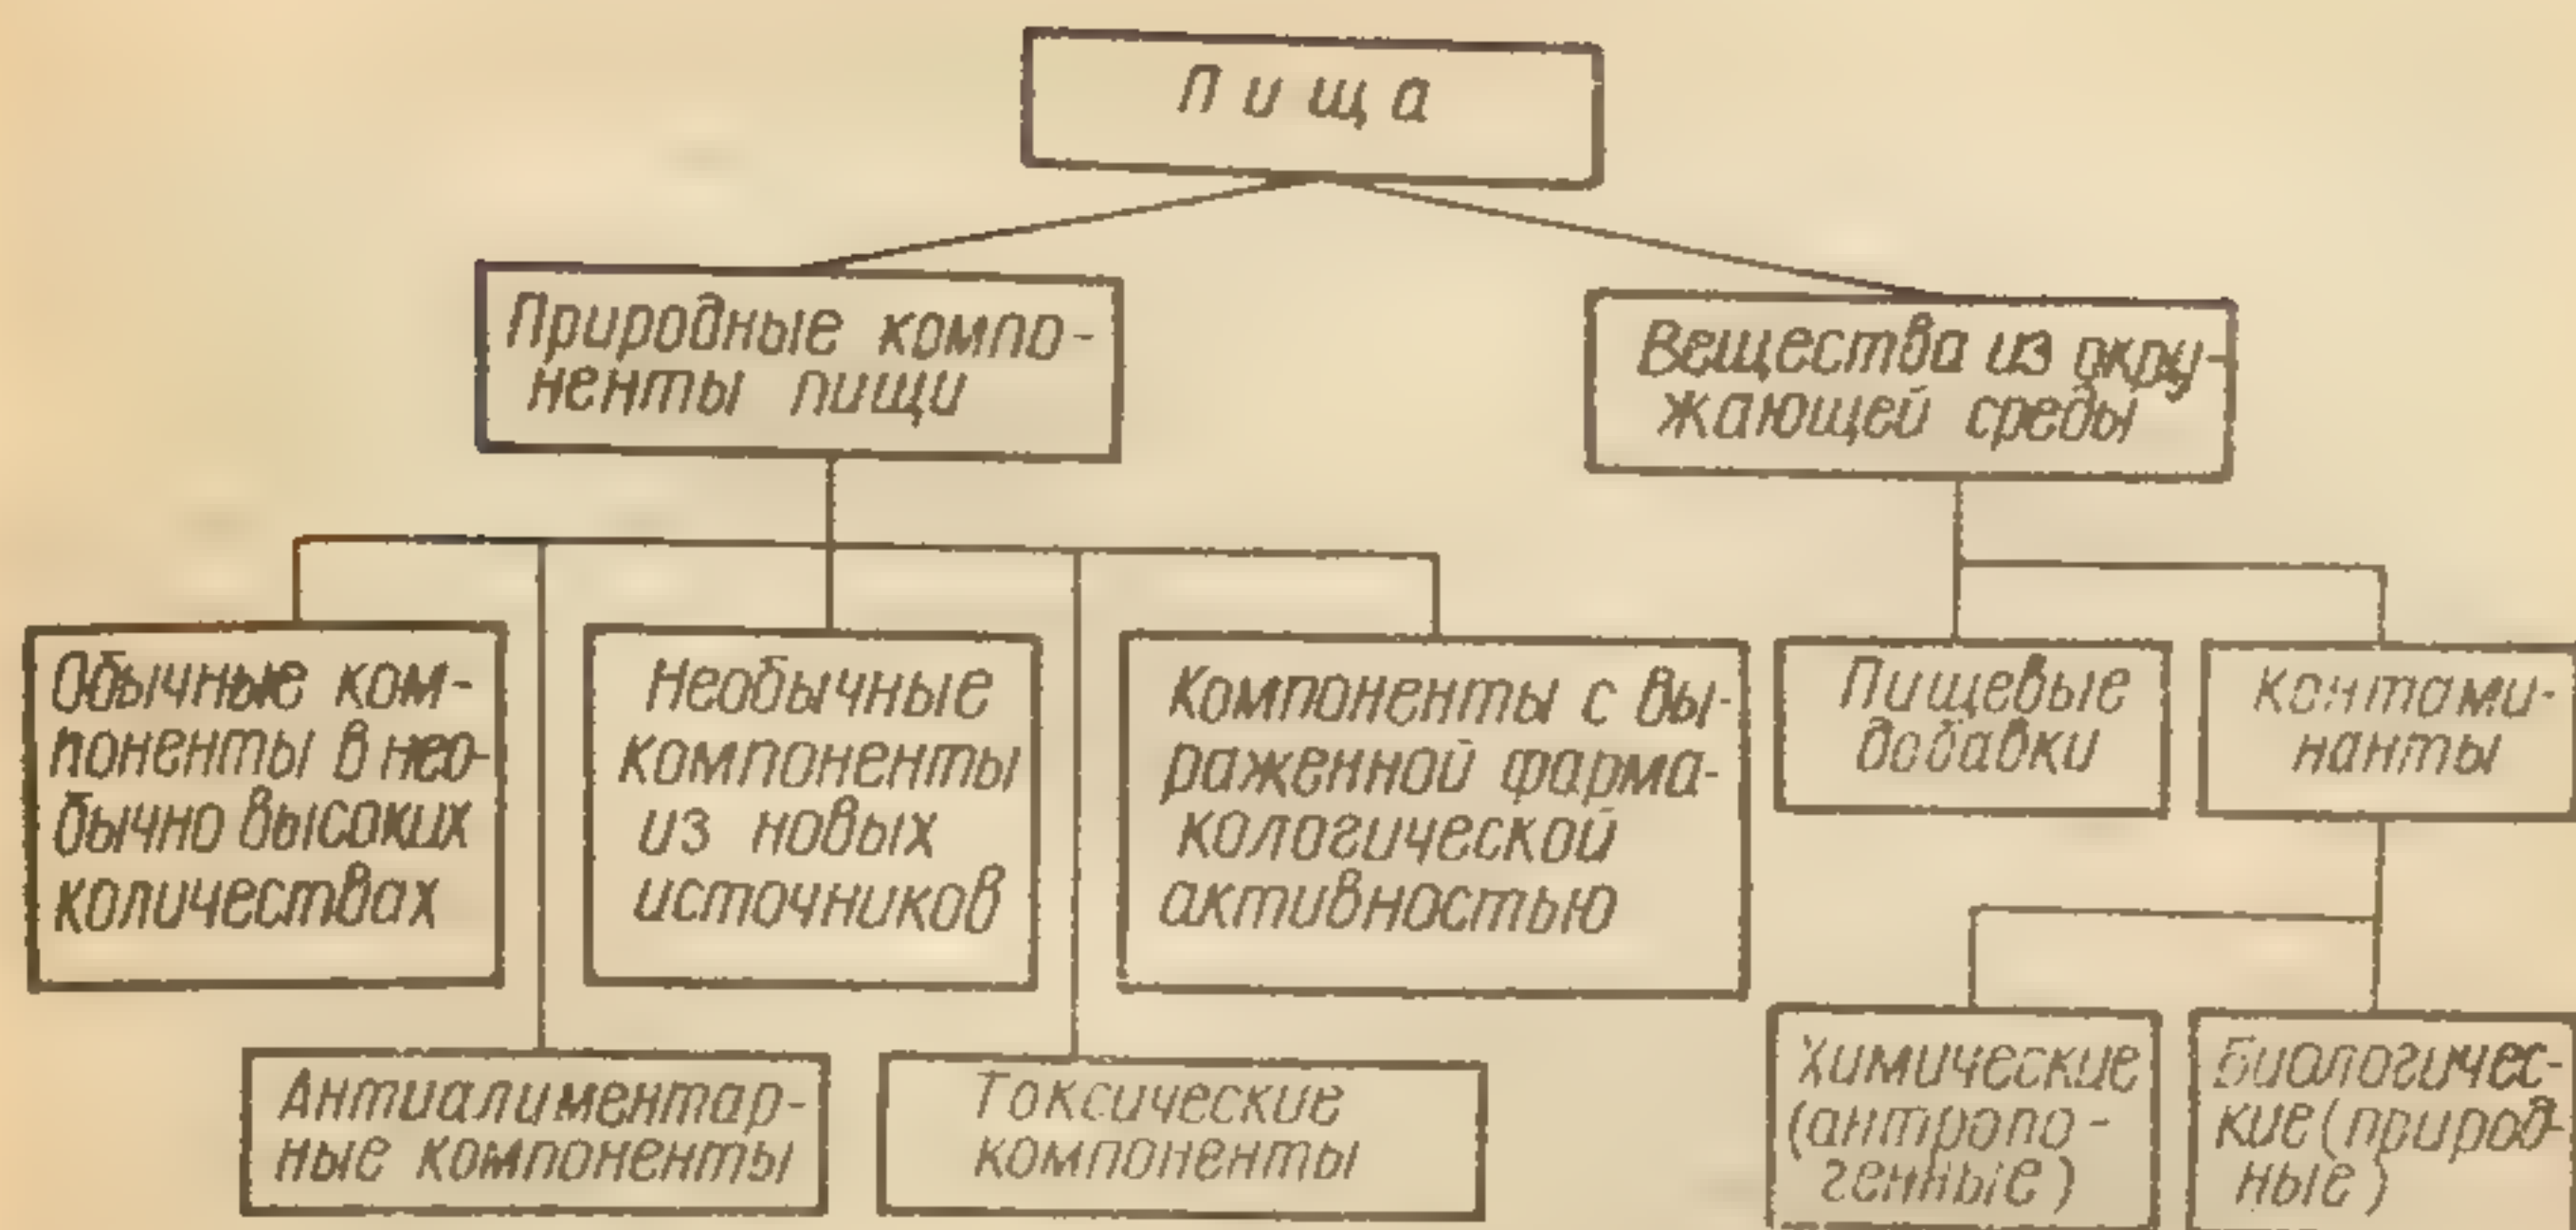 Пища
Природные компо-
ненты пищи
Вещества из окру-
жающей среды
Обычные ком-
поненты в нео-
бычно высоких
количествах
Необычные
компоненты
из новых
источников
Компоненты с вы-
раженной фарма-
кологической
активностью
Пищевые
добавки
Контами-
нанты
Антиалиментар-
ные компоненты
Токсические
компоненты
Химические
(антропо-
генные)
Биологичес-
кие (природ-
ные)